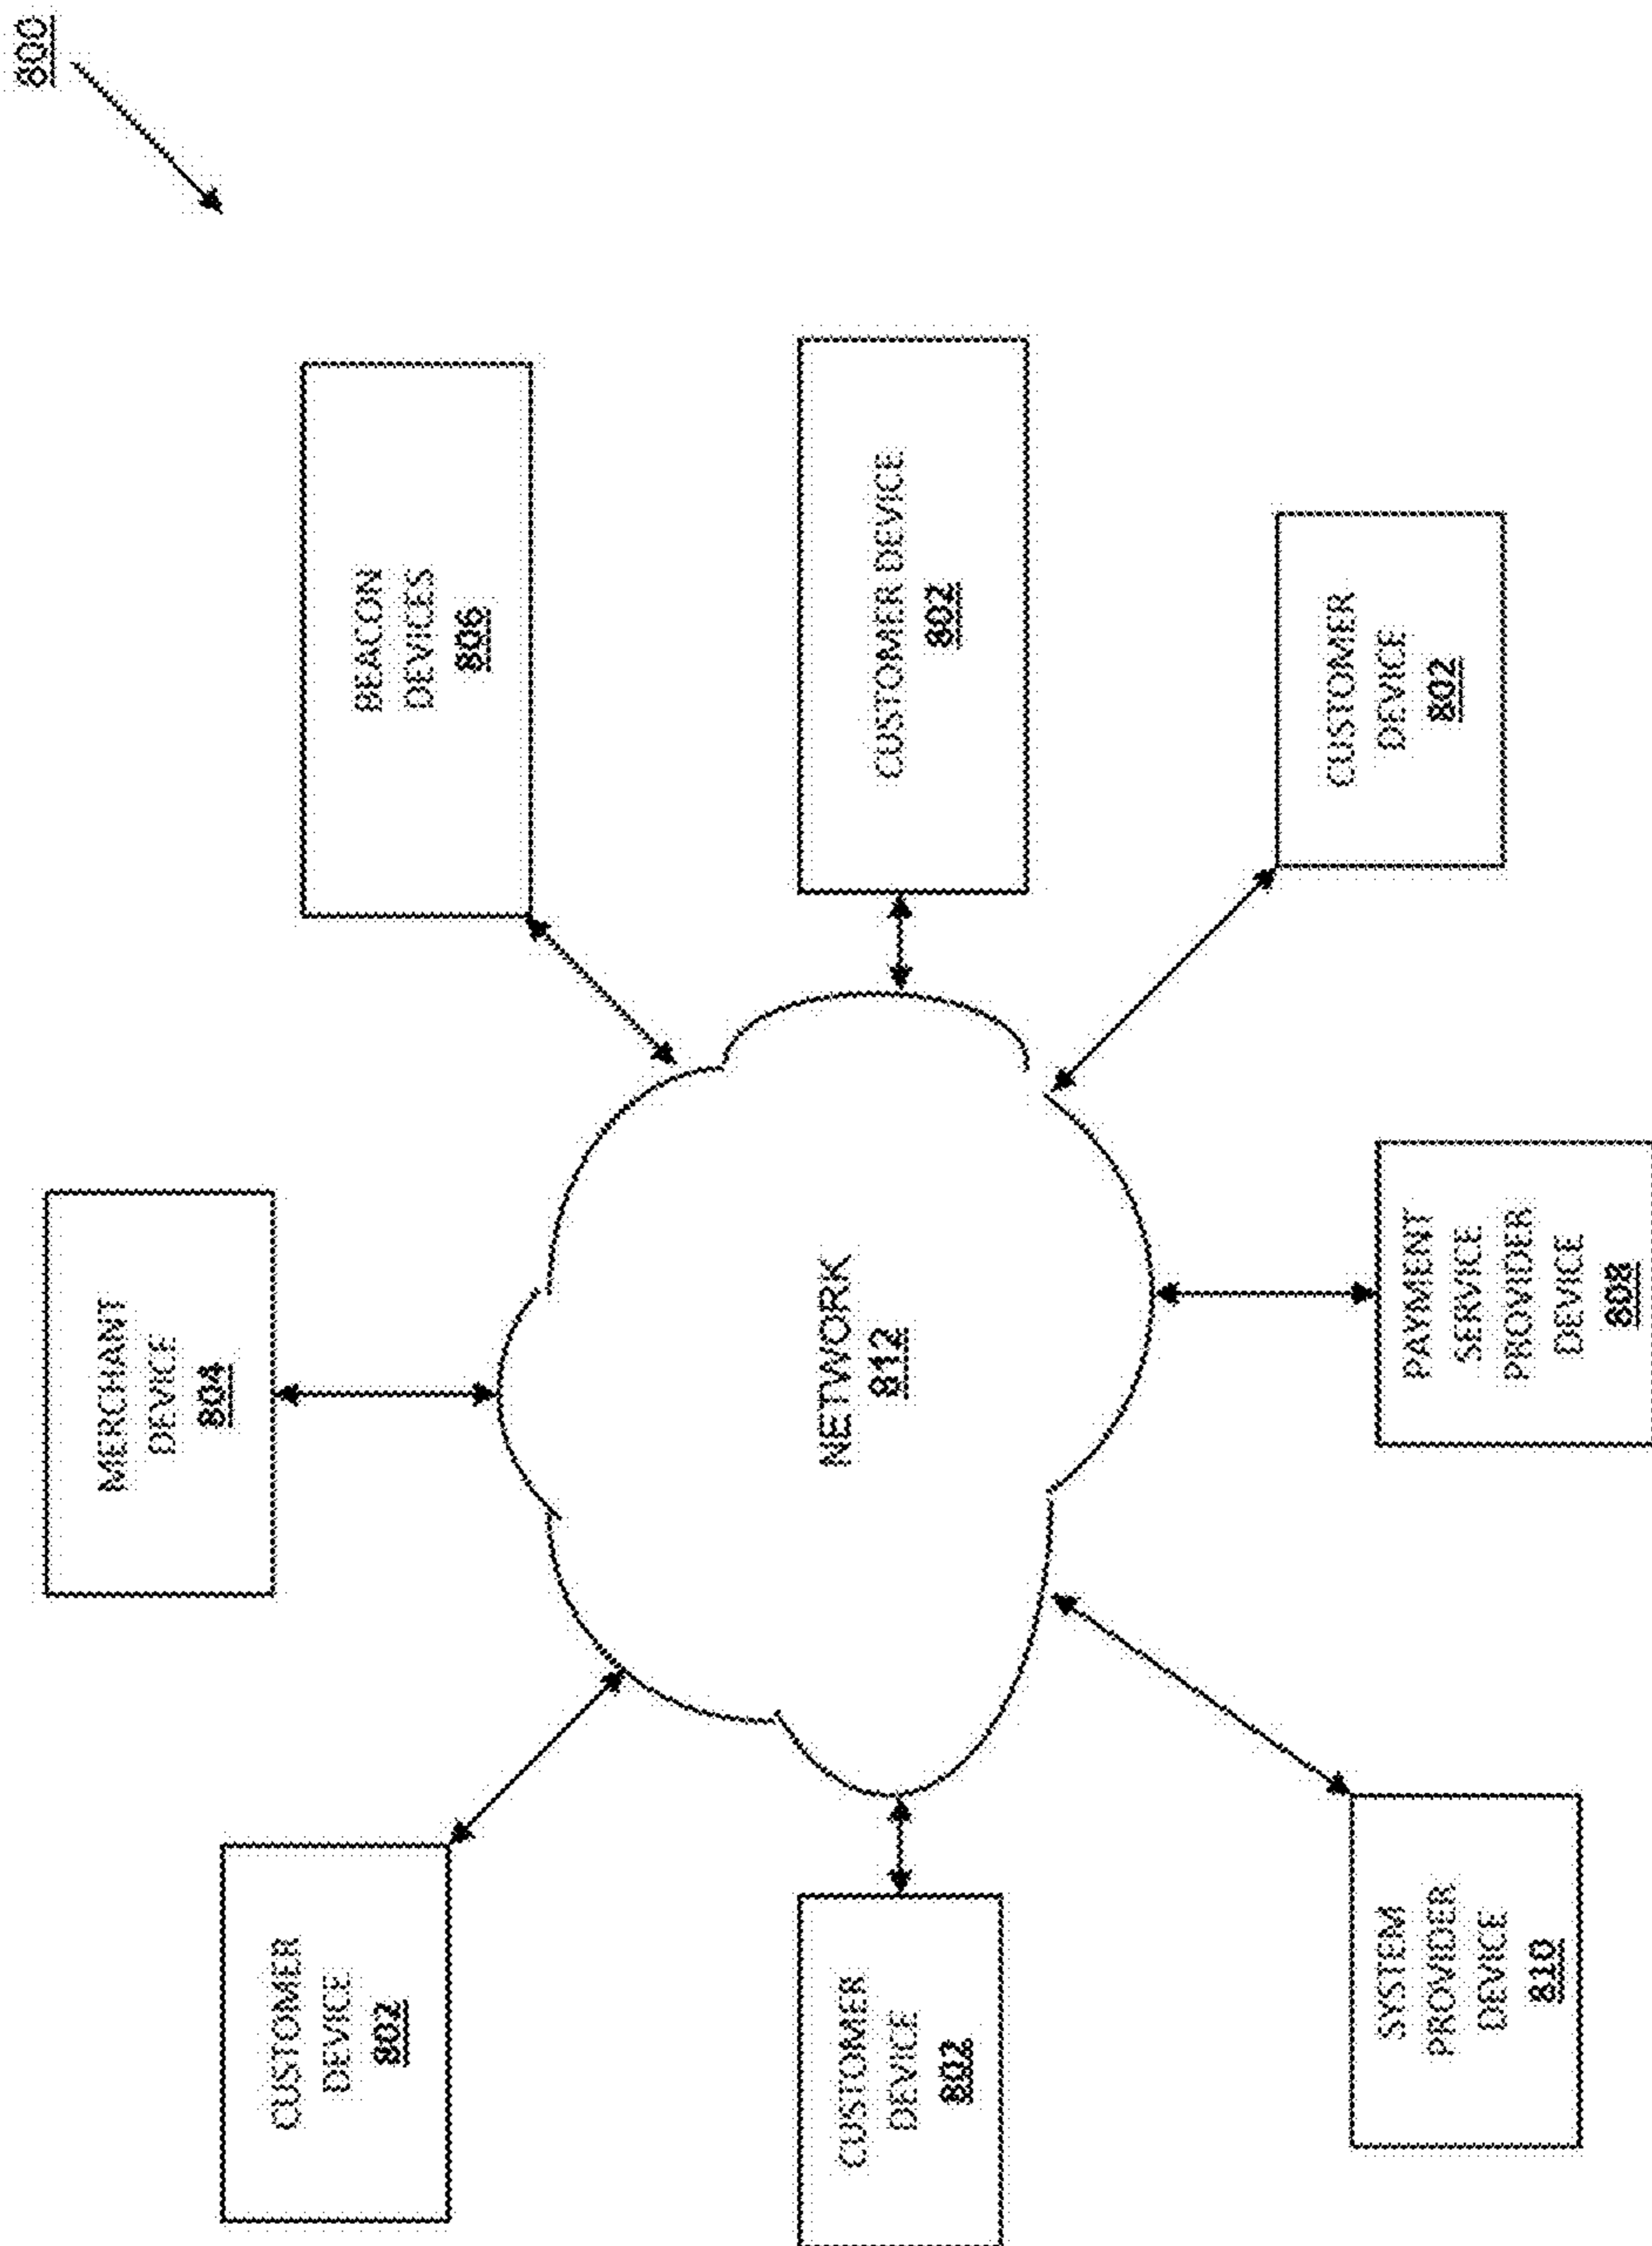 800
MERCHANT
DEVICE
804
CUSTOMER
DEVICE
802
BEACON
DEVICES
806
CUSTOMER
DEVICE
802
NETWORK
812
CUSTOMER DEVICE
802
SYSTEM
PROVIDER
DEVICE
810
PAYMENT
SERVICE
PROVIDER
DEVICE
808
CUSTOMER
DEVICE
802